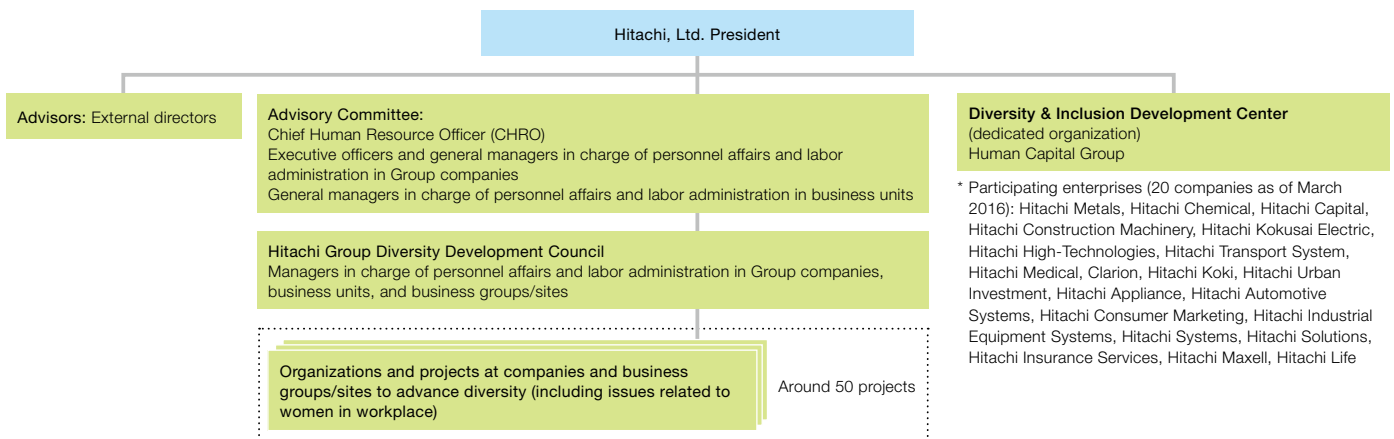 Hitachi, Ltd. President
Advisors: External directors
Advisory Committee:
Chief Human Resource Officer (CHRO)
Executive officers and general managers in charge of personnel affairs and labor
administration in Group companies
General managers in charge of personnel affairs and labor administration in business units
Hitachi Group Diversity Development Council
Managers in charge of personnel affairs and labor administration in Group companies,
business units, and business groups/sites
Organizations and projects at companies and business
groups/sites to advance diversity (including issues related to
women in workplace)
Around 50 projects
Diversity & Inclusion Development Center
(dedicated organization)
Human Capital Group
* Participating enterprises (20 companies as of March
2016): Hitachi Metals, Hitachi Chemical, Hitachi Capital,
Hitachi Construction Machinery, Hitachi Kokusai Electric,
Hitachi High-Technologies, Hitachi Transport System,
Hitachi Medical, Clarion, Hitachi Koki, Hitachi Urban
Investment, Hitachi Appliance, Hitachi Automotive
Systems, Hitachi Consumer Marketing, Hitachi Industrial
Equipment Systems, Hitachi Systems, Hitachi Solutions,
Hitachi Insurance Services, Hitachi Maxell, Hitachi Life